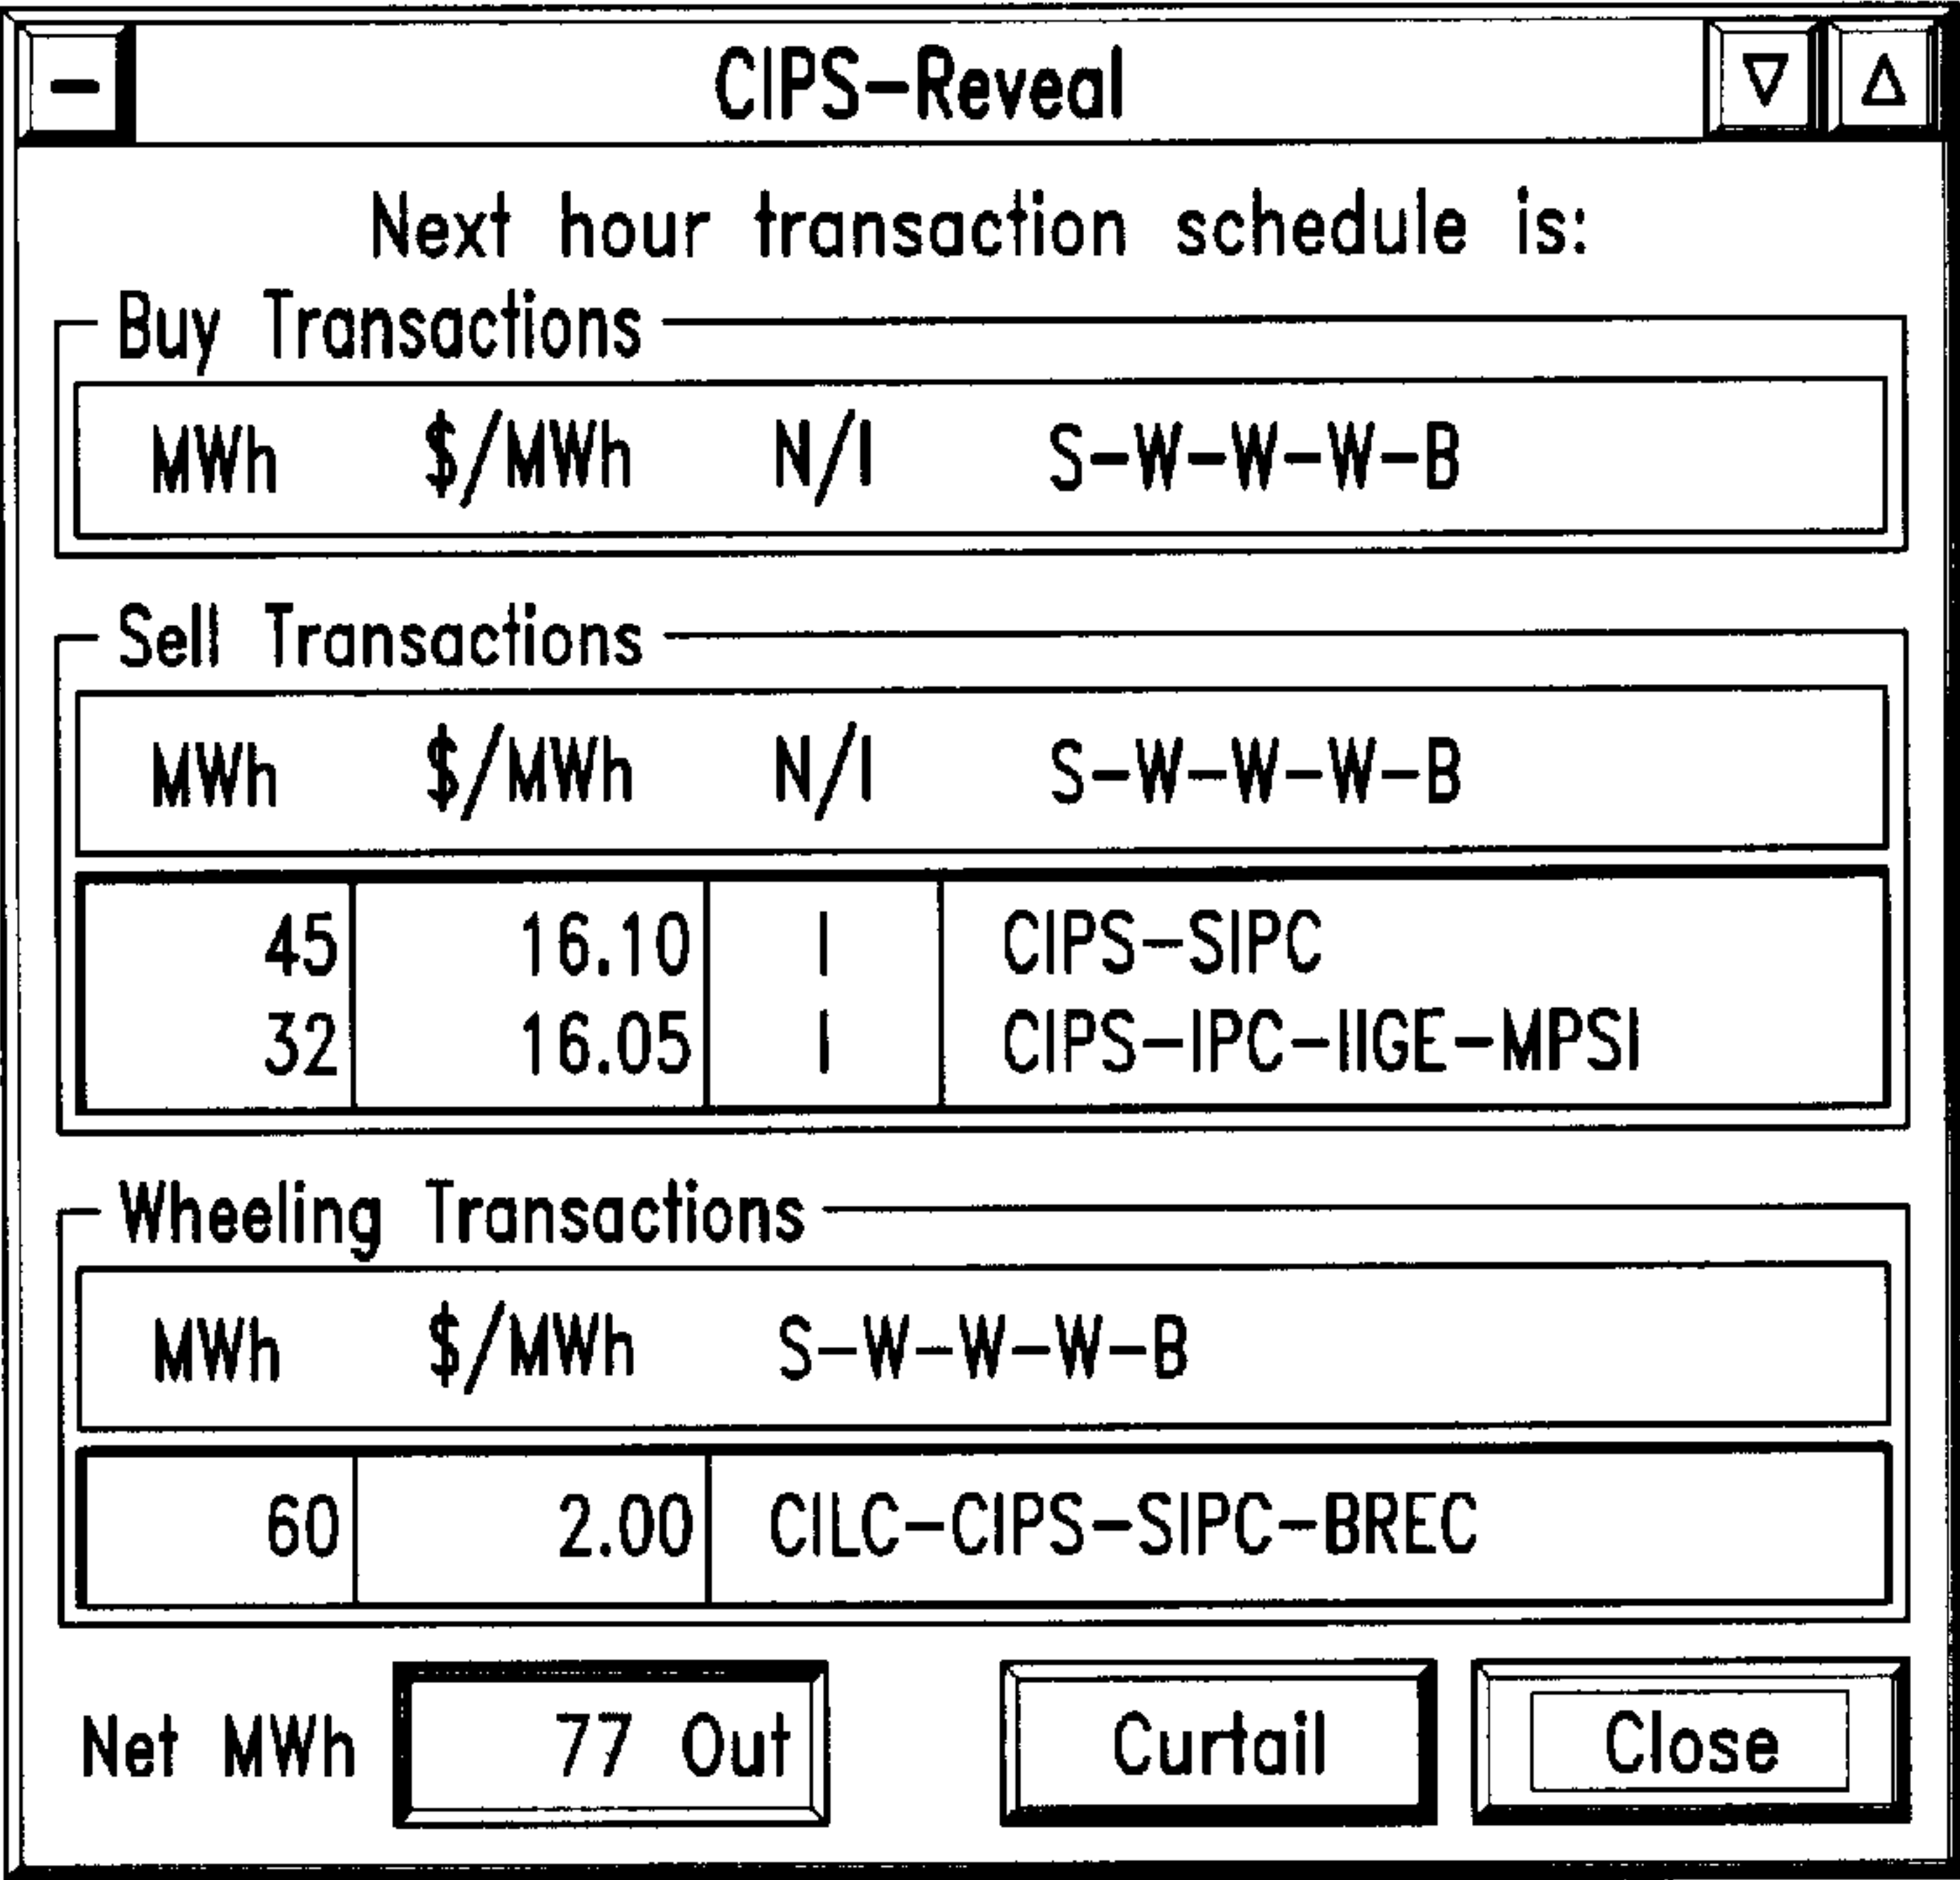 CIPS-Reveal
Next hour transaction schedule is:
Buy Transactions
MWh $/MWh N/I S-W-W-W-B
Sell Transactions
MWh $/MWh N/I S-W-W-W-B
45 16.10 I CIPS-SIPC
32 16.05 I CIPS-IPC-IIGE-MPSI
Wheeling Transactions
MWh $/MWh S-W-W-W-B
60 2.00 CILC-CIPS-SIPC-BREC
Net MWh 77 Out Curtail Close